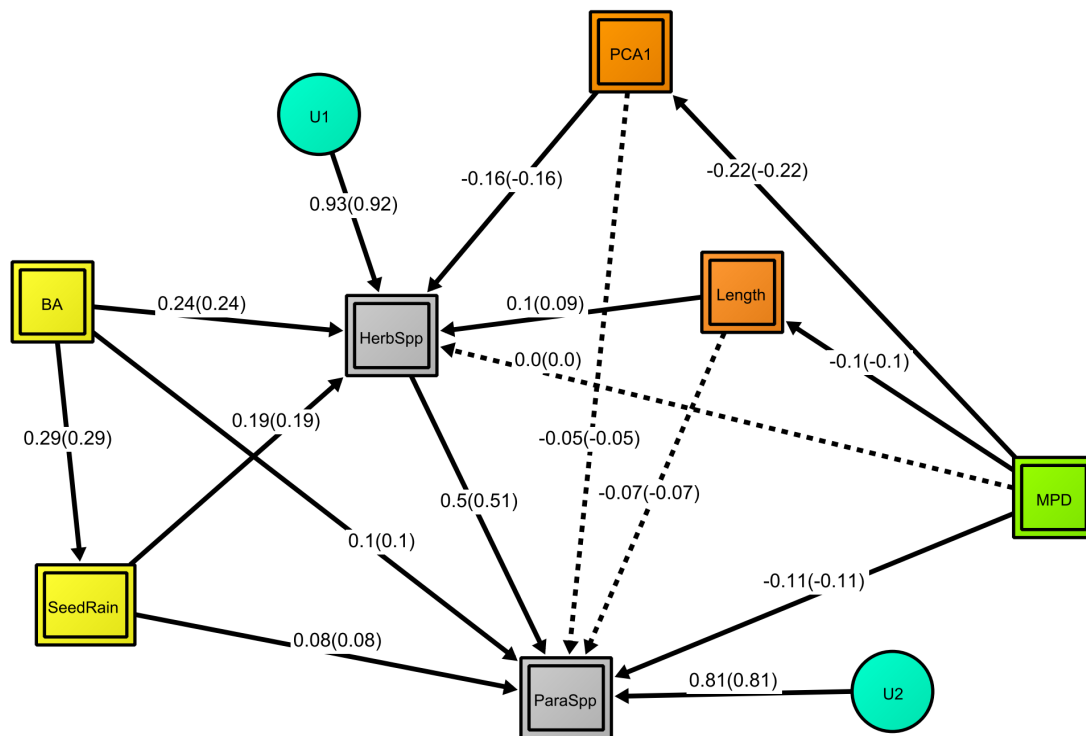 PCA1
U1
-0.22(-0.22)
-0.16(-0.16)
0.93(0.92)
BA
Length
0.24(0.24)
0.1(0.09)
HerbSpp
0.0(0.0)
-0.1(-0.1)
0.19(0.19)
0.29(0.29)
-0.05(-0.05)
-0.07(-0.07)
0.5(0.51)
MPD
0.1(0.1)
-0.11(-0.11)
SeedRain
0.08(0.08)
0.81(0.81)
ParaSpp
U2